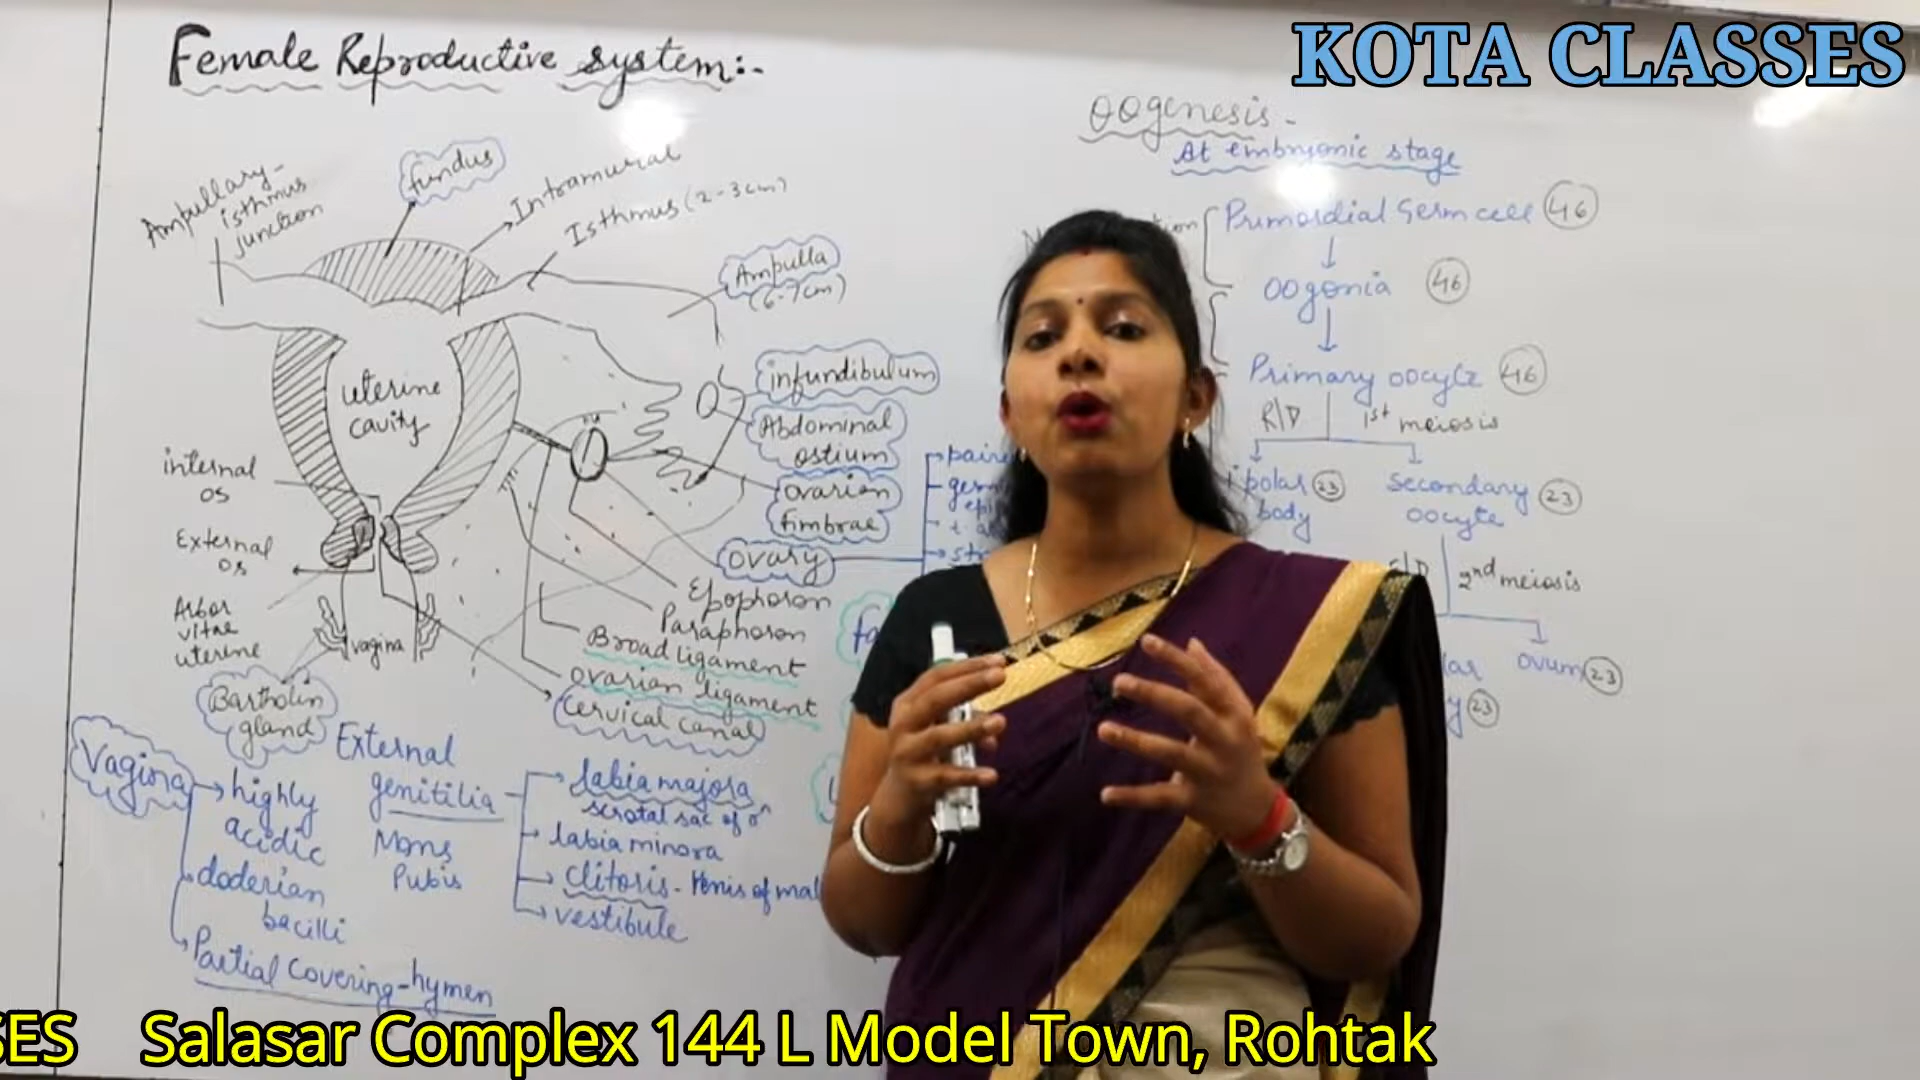 KOTA CLASSES
Female Reproductive system:-
Ampullary-
isthmus
junction
fundus
Intramural
Isthmus (2-3cm)
Ampulla
(6-7cm)
infundibulum
Abdominal
ostium
ovarian
fimbrae
ovary
uterine
cavity
internal
os
External
os
Arbor
vitae
uterine
vagina
Epophoron
Paraphoron
Broad ligament
ovarian ligament
Cervical canal
Bartholin
gland
Vagina
highly
acidic
doderian
bacilli
Partial Covering-hymen
External
genitilia
Mons
Pubis
labia majora
scrotal sac of ♂
labia minora
clitoris - Penis of mal
vestibule
oogenesis -
At embryonic stage
Primordial Germ cell 46
oogonia 46
Primary oocyte 46
R/D 1st meiosis
polar 23
body
secondary 23
oocyte
2nd meiosis
ovum 23
23
SES Salasar Complex 144 L Model Town, Rohtak